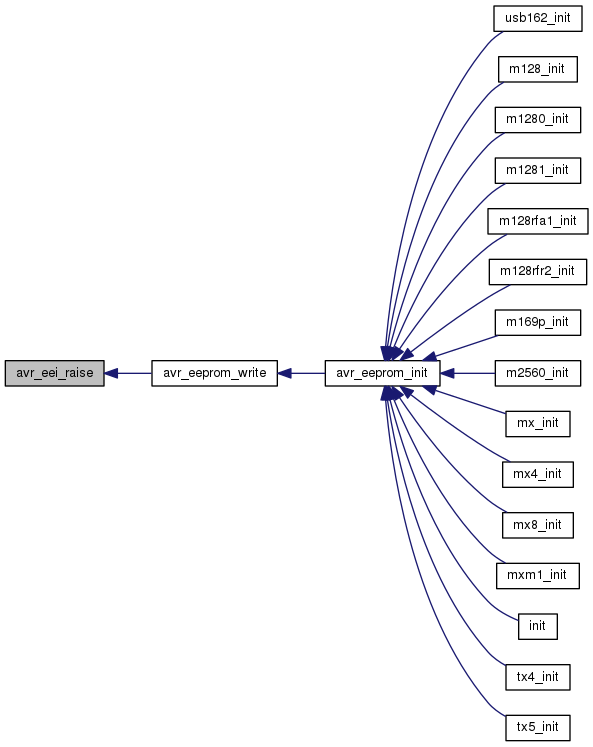 usb162_init
m128_init
m1280_init
m1281_init
m128rfa1_init
m128rfr2_init
m169p_init
avr_eei_raise
avr_eeprom_write
avr_eeprom_init
m2560_init
mx_init
mx4_init
mx8_init
mxm1_init
init
tx4_init
tx5_init